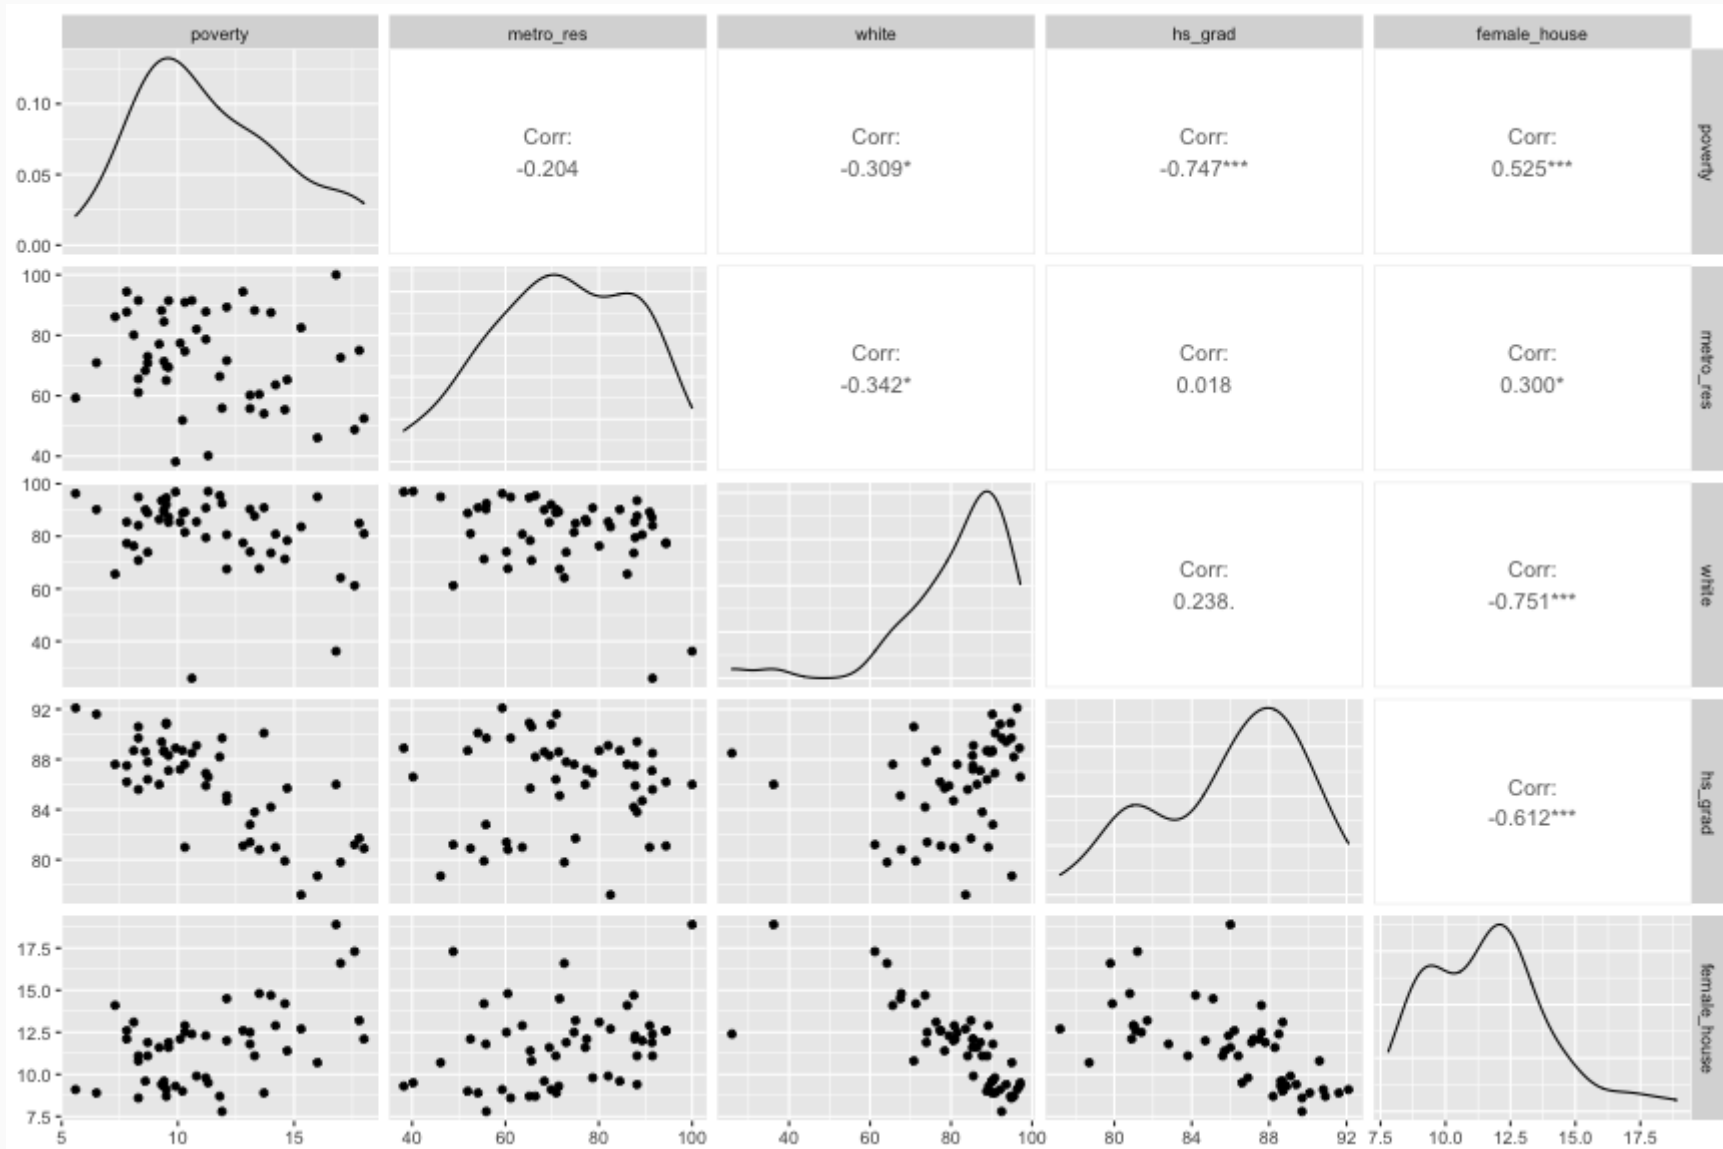 poverty metro_res white hs_grad female_house
0.10
0.05
0.00
Corr:
-0.204
Corr:
-0.309*
Corr:
-0.747***
Corr:
0.525***
poverty
100
80
60
40
Corr:
-0.342*
Corr:
0.018
Corr:
0.300*
metro_res
100
80
60
40
Corr:
0.238.
Corr:
-0.751***
white
92
88
84
80
Corr:
-0.612***
hs_grad
17.5
15.0
12.5
10.0
7.5
female_house
5 10 15 40 60 80 100 40 60 80 100 80 84 88 92 7.5 10.0 12.5 15.0 17.5